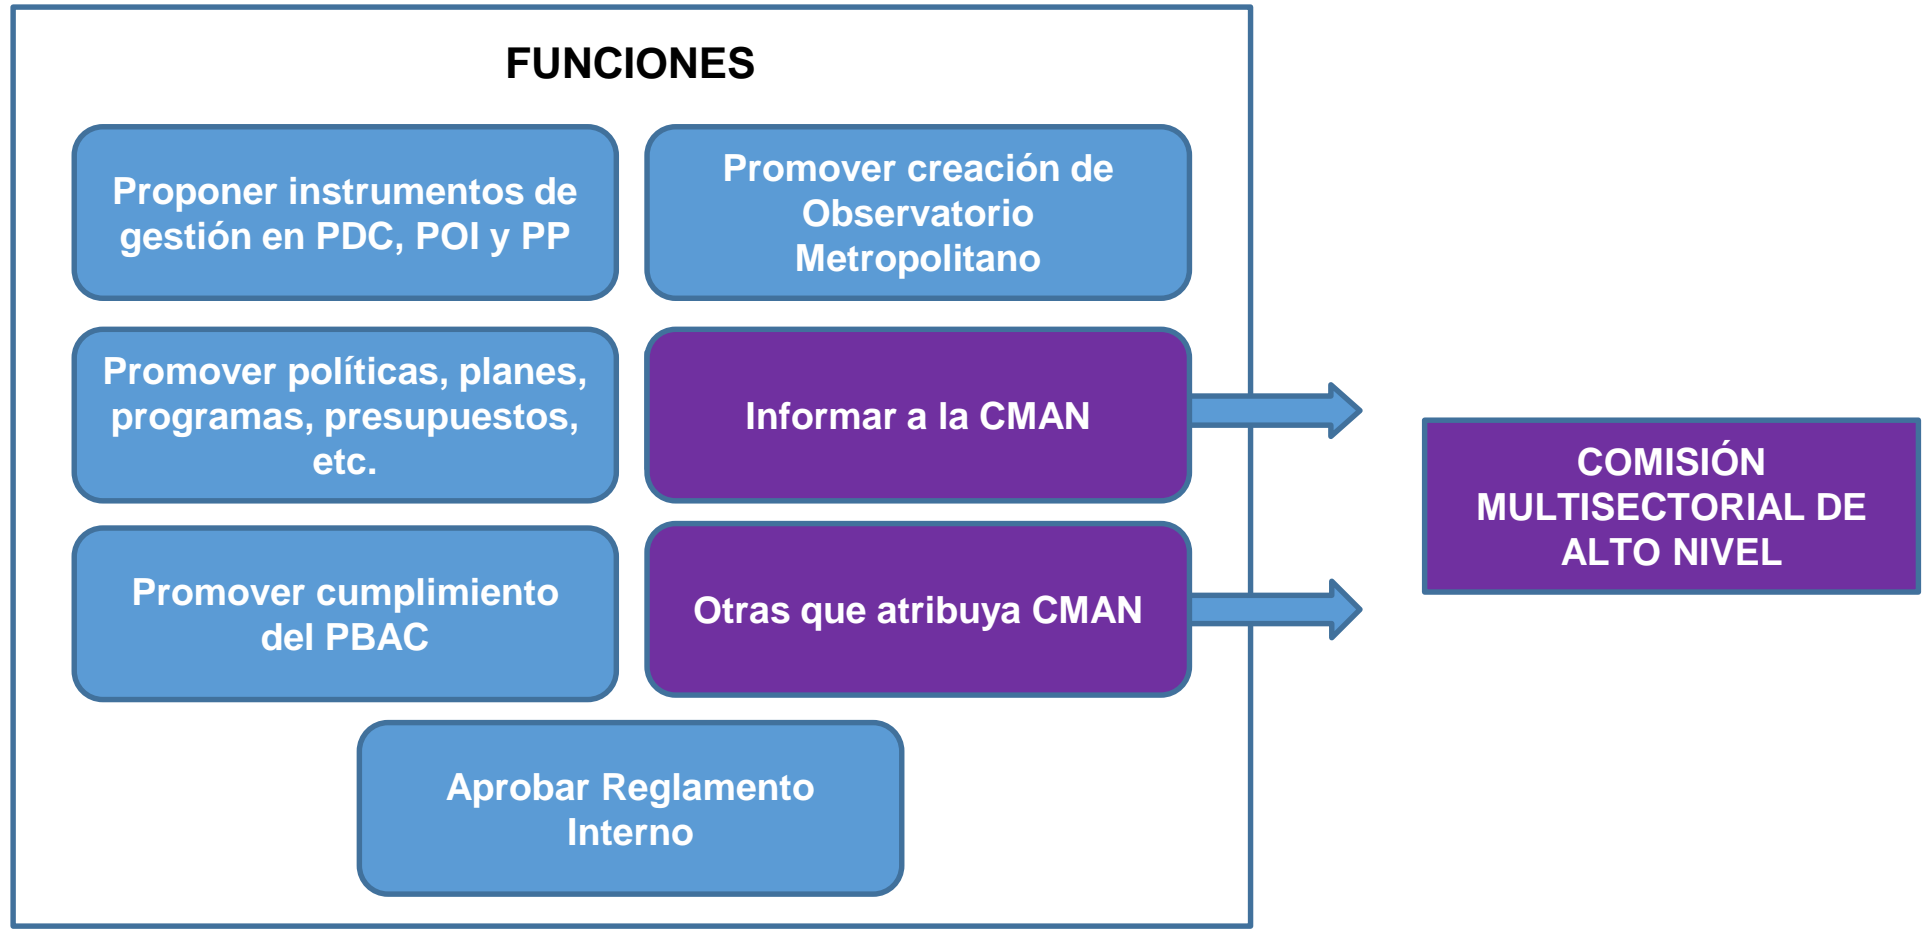 FUNCIONES
Proponer instrumentos de
gestión en PDC, POI y PP
Promover creación de
Observatorio
Metropolitano
Promover políticas, planes,
programas, presupuestos,
etc.
Informar a la CMAN
Promover cumplimiento
del PBAC
Otras que atribuya CMAN
Aprobar Reglamento
Interno
COMISIÓN
MULTISECTORIAL DE
ALTO NIVEL